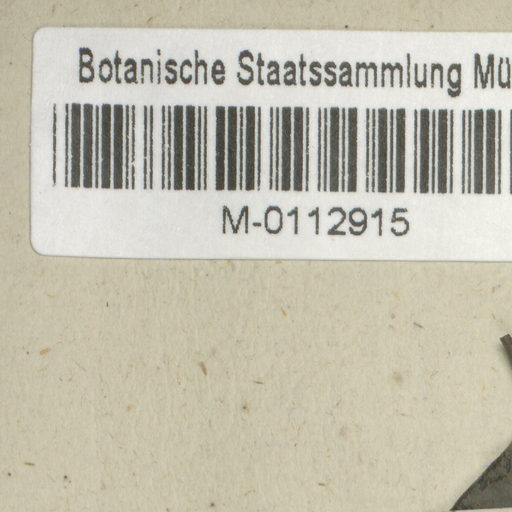 Botanische Staatssammlung Mü
M-0112915